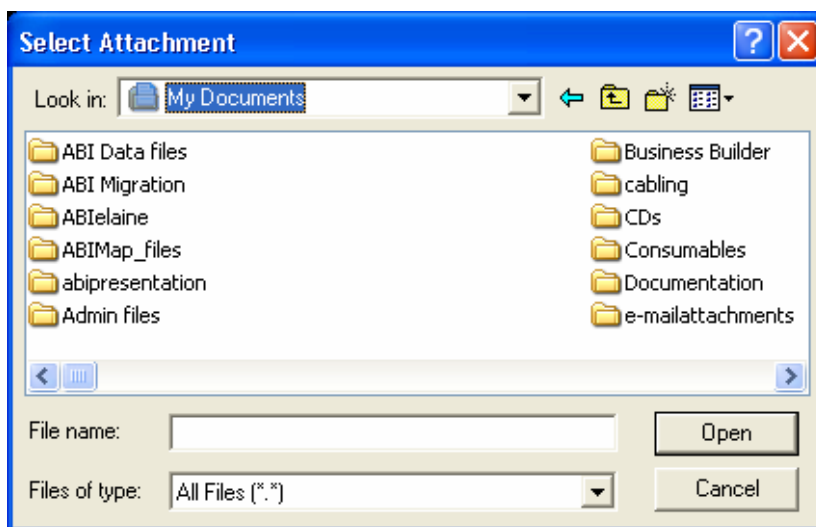 Select Attachment
Look in: My Documents
ABI Data files
ABI Migration
ABIelaine
ABIMap_files
abipresentation
Admin files
Business Builder
cabling
CDs
Consumables
Documentation
e-mailattachments
File name:
Open
Files of type: All Files (*.*)
Cancel